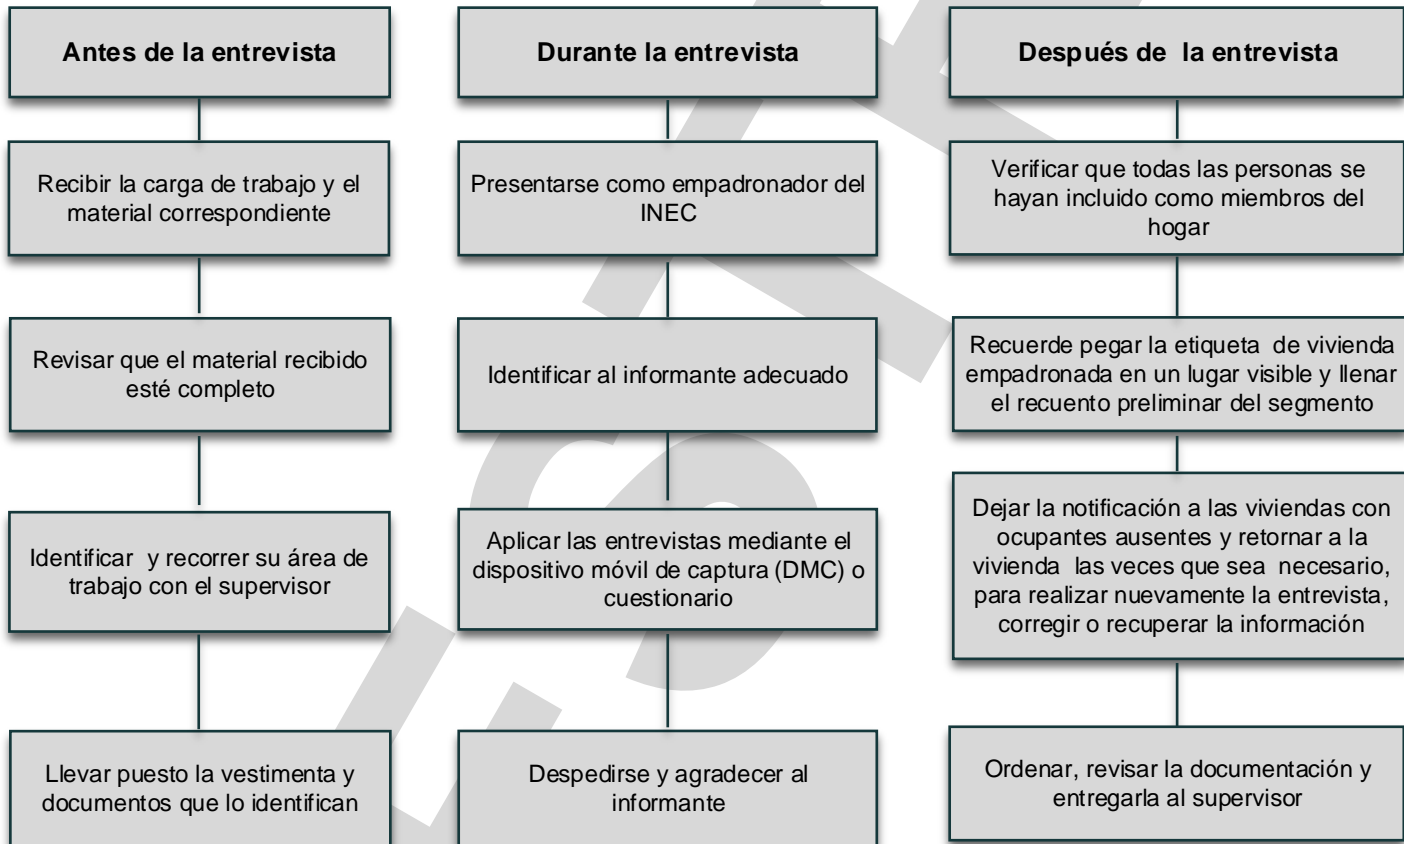 Antes de la entrevista
Recibir la carga de trabajo y el
material correspondiente
Revisar que el material recibido
esté completo
Identificar y recorrer su área de
trabajo con el supervisor
Llevar puesto la vestimenta y
documentos que lo identifican
Durante la entrevista
Presentarse como empadronador del
INEC
Identificar al informante adecuado
Aplicar las entrevistas mediante el
dispositivo móvil de captura (DMC) o
cuestionario
Despedirse y agradecer al
informante
Después de la entrevista
Verificar que todas las personas se
hayan incluido como miembros del
hogar
Recuerde pegar la etiqueta de vivienda
empadronada en un lugar visible y llenar
el recuento preliminar del segmento
Dejar la notificación a las viviendas con
ocupantes ausentes y retornar a la
vivienda las veces que sea necesario,
para realizar nuevamente la entrevista,
corregir o recuperar la información
Ordenar, revisar la documentación y
entregarla al supervisor